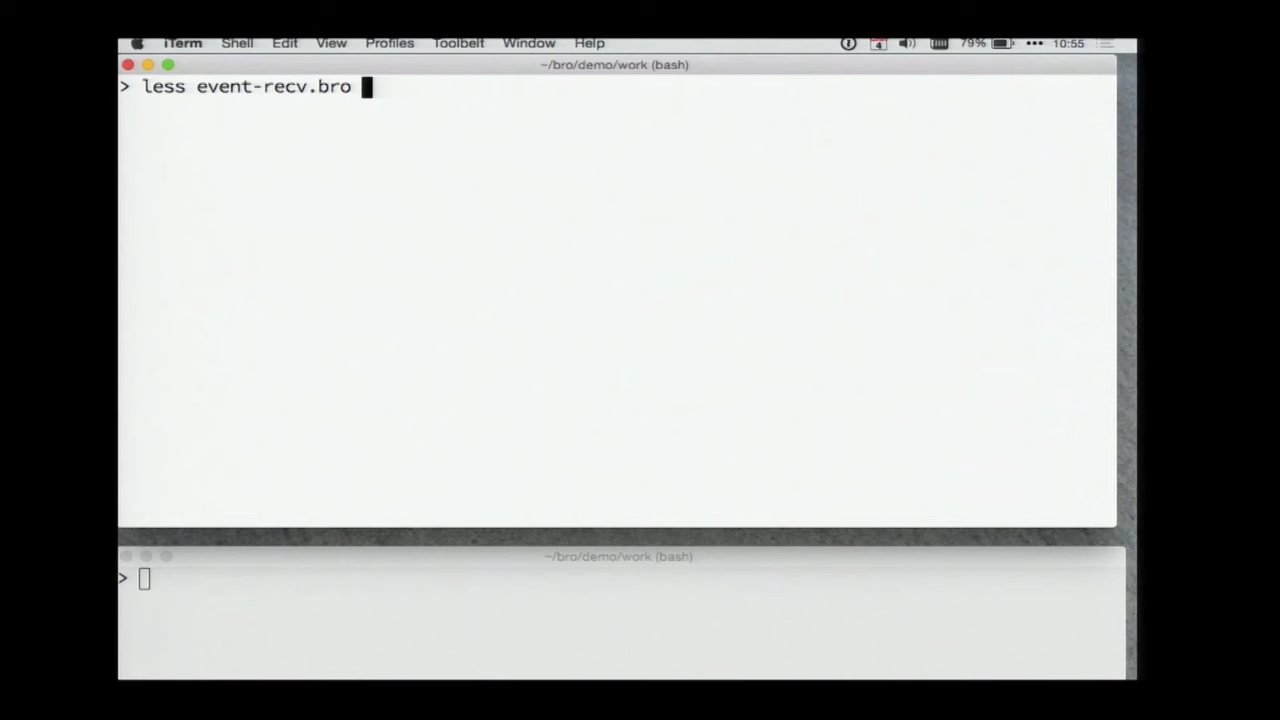 iTerm Shell Edit View Profiles Toolbelt Window Help 4 79% 10:55
~/bro/demo/work (bash)
> less event-recv.bro
~/bro/demo/work (bash)
>